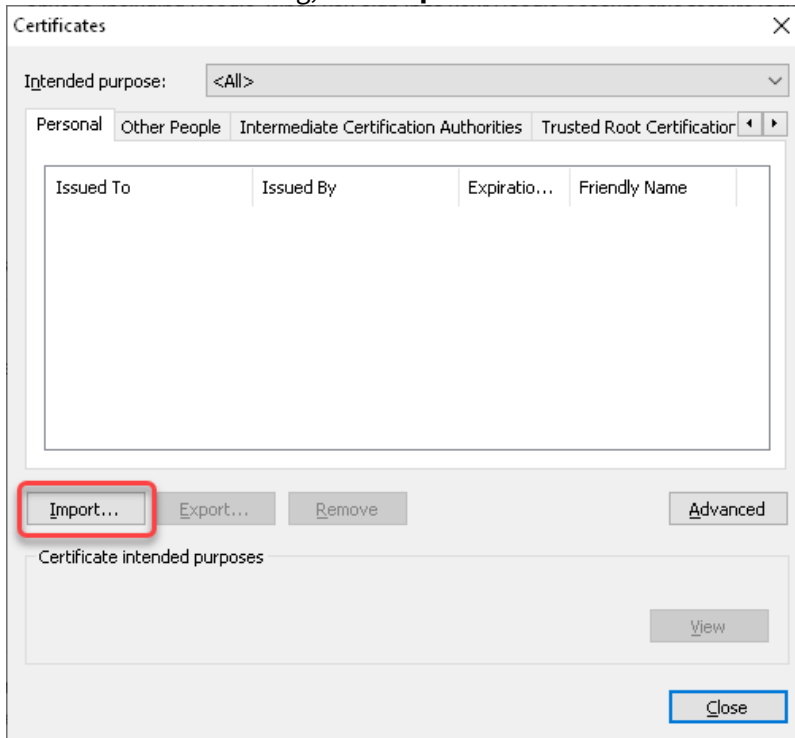 Certificates
Intended purpose: <All>
Personal Other People Intermediate Certification Authorities Trusted Root Certification
Issued To Issued By Expiratio... Friendly Name
Import... Export... Remove Advanced
Certificate intended purposes
View
Close